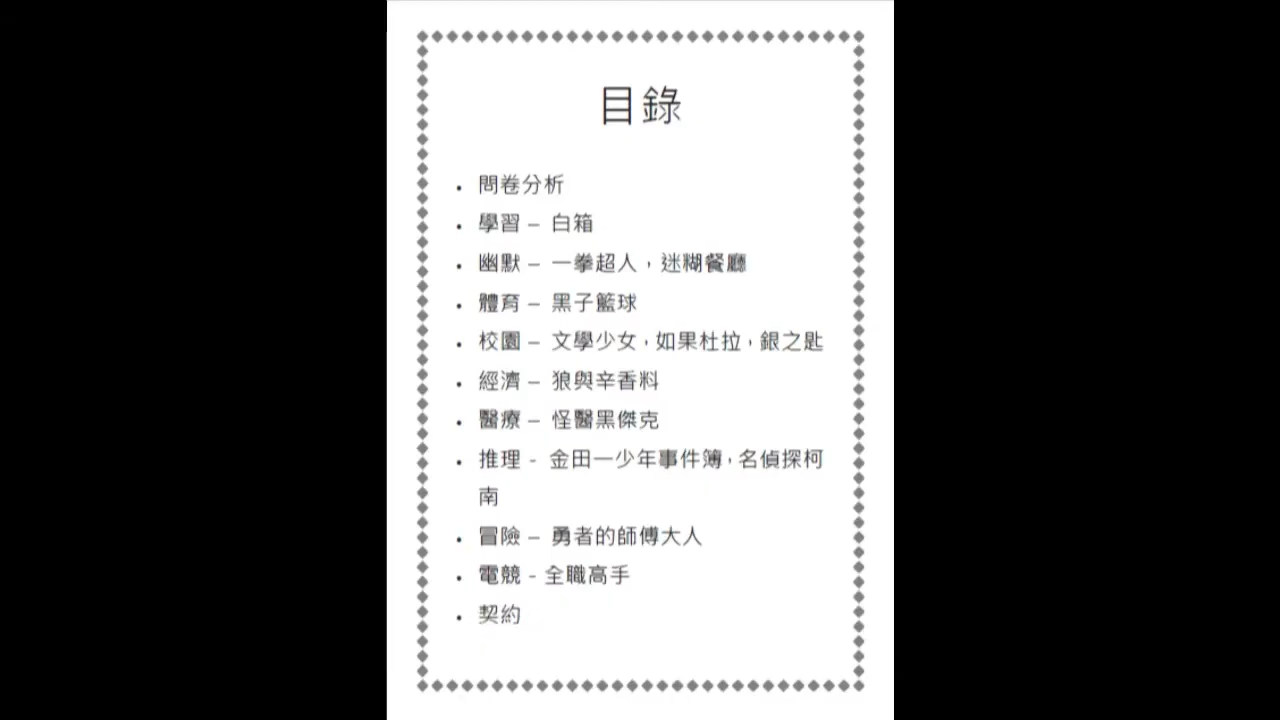 目錄
• 問卷分析
• 學習 – 白箱
• 幽默 – 一拳超人，迷糊餐廳
• 體育 – 黑子籃球
• 校園 – 文學少女，如果杜拉，銀之匙
• 經濟 – 狼與辛香料
• 醫療 – 怪醫黑傑克
• 推理 - 金田一少年事件簿，名偵探柯
南
• 冒險 – 勇者的師傅大人
• 電競 - 全職高手
• 契約